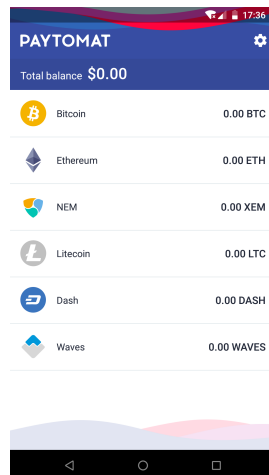 17:36
PAYTOMAT
Total balance $0.00
Bitcoin 0.00 BTC
Ethereum 0.00 ETH
NEM 0.00 XEM
Litecoin 0.00 LTC
Dash 0.00 DASH
Waves 0.00 WAVES